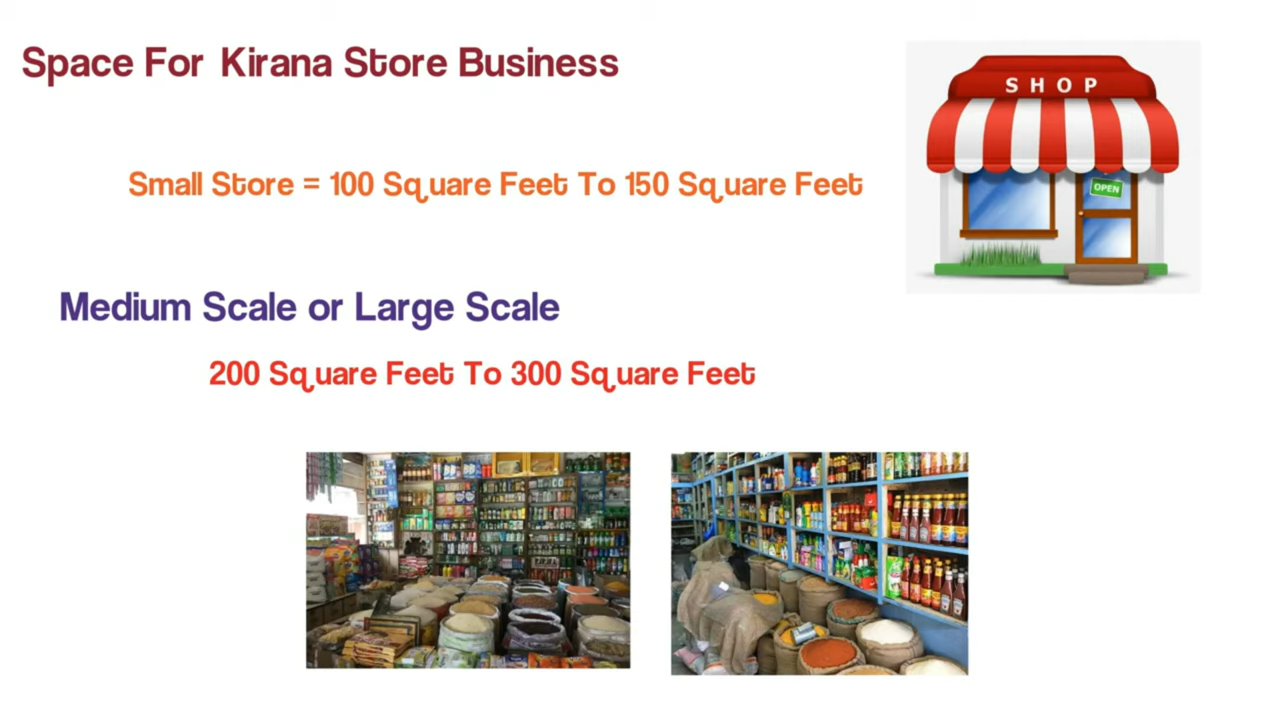 Space For Kirana Store Business
SHOP
OPEN
Small Store = 100 Square Feet To 150 Square Feet
Medium Scale or Large Scale
200 Square Feet To 300 Square Feet